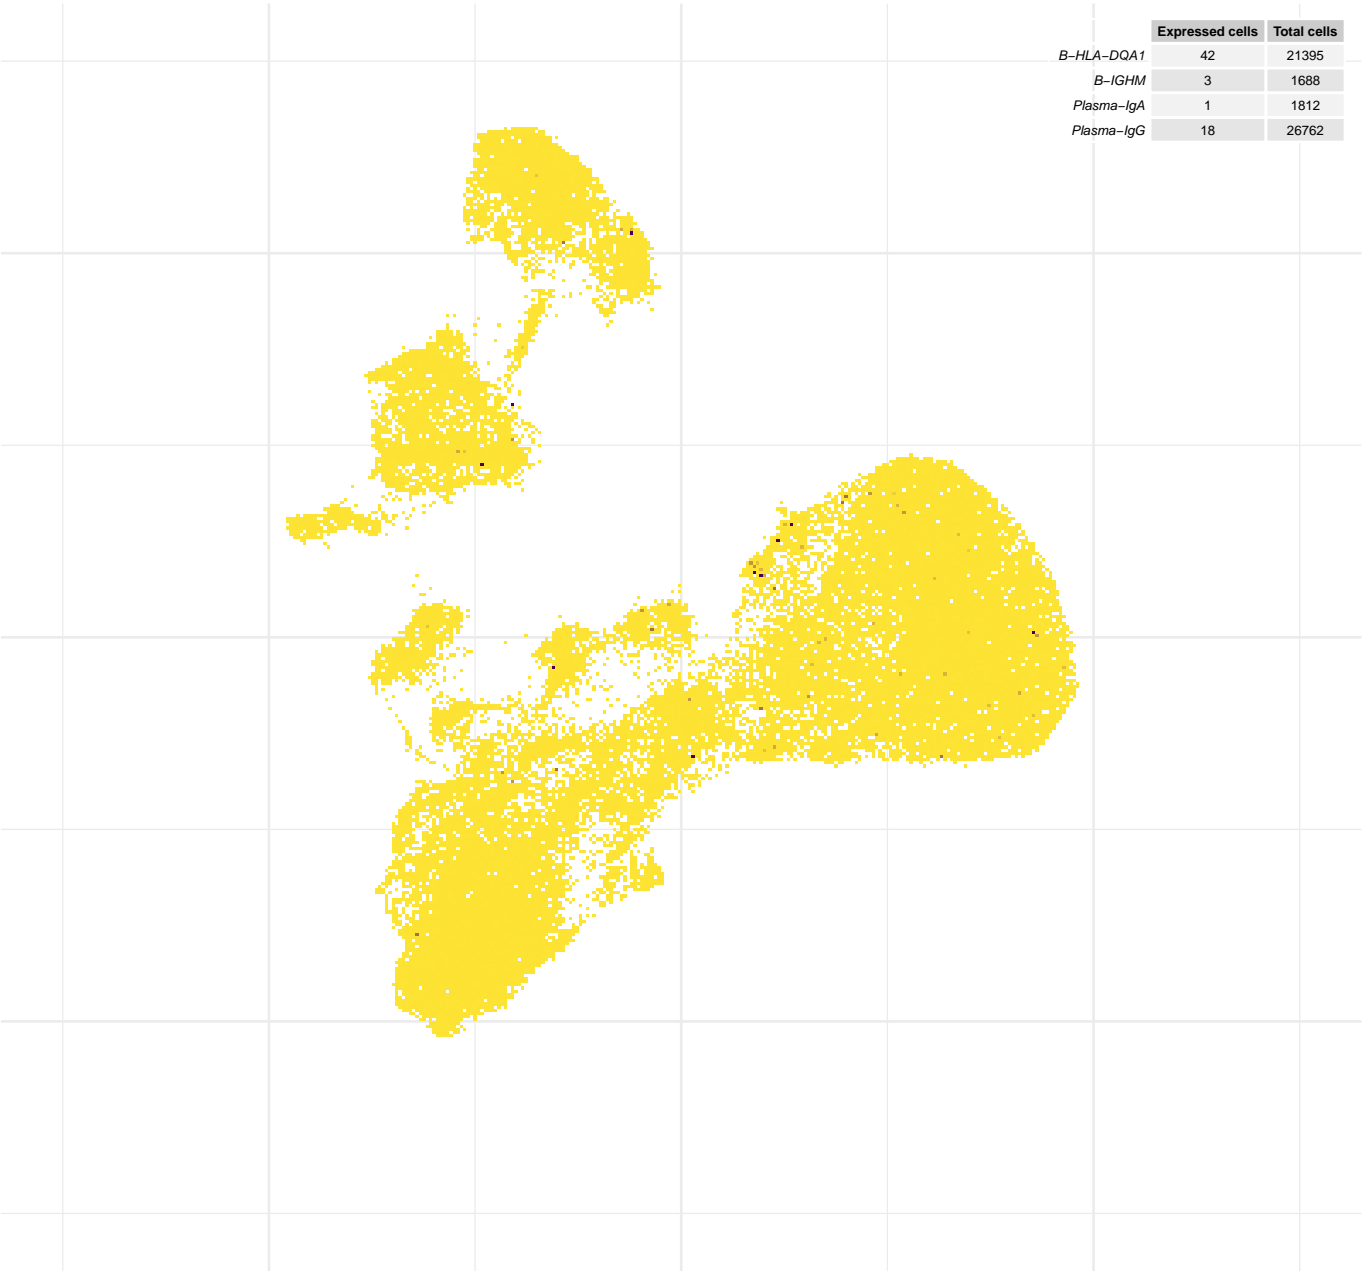 Expressed cells Total cells
B−HLA−DQA1 42 21395
B−IGHM 3 1688
Plasma−IgA 1 1812
Plasma−IgG 18 26762